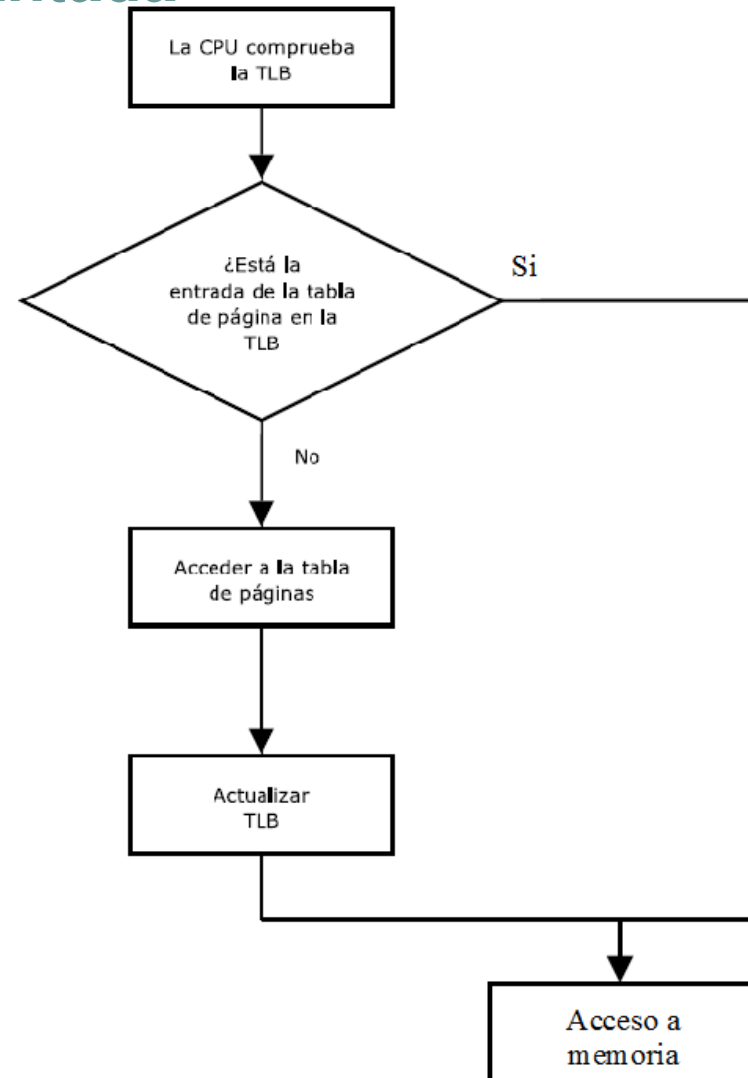 La CPU comprueba
la TLB
¿Está la
entrada de la tabla
de página en la
TLB
Si
No
Acceder a la tabla
de páginas
Actualizar
TLB
Acceso a
memoria